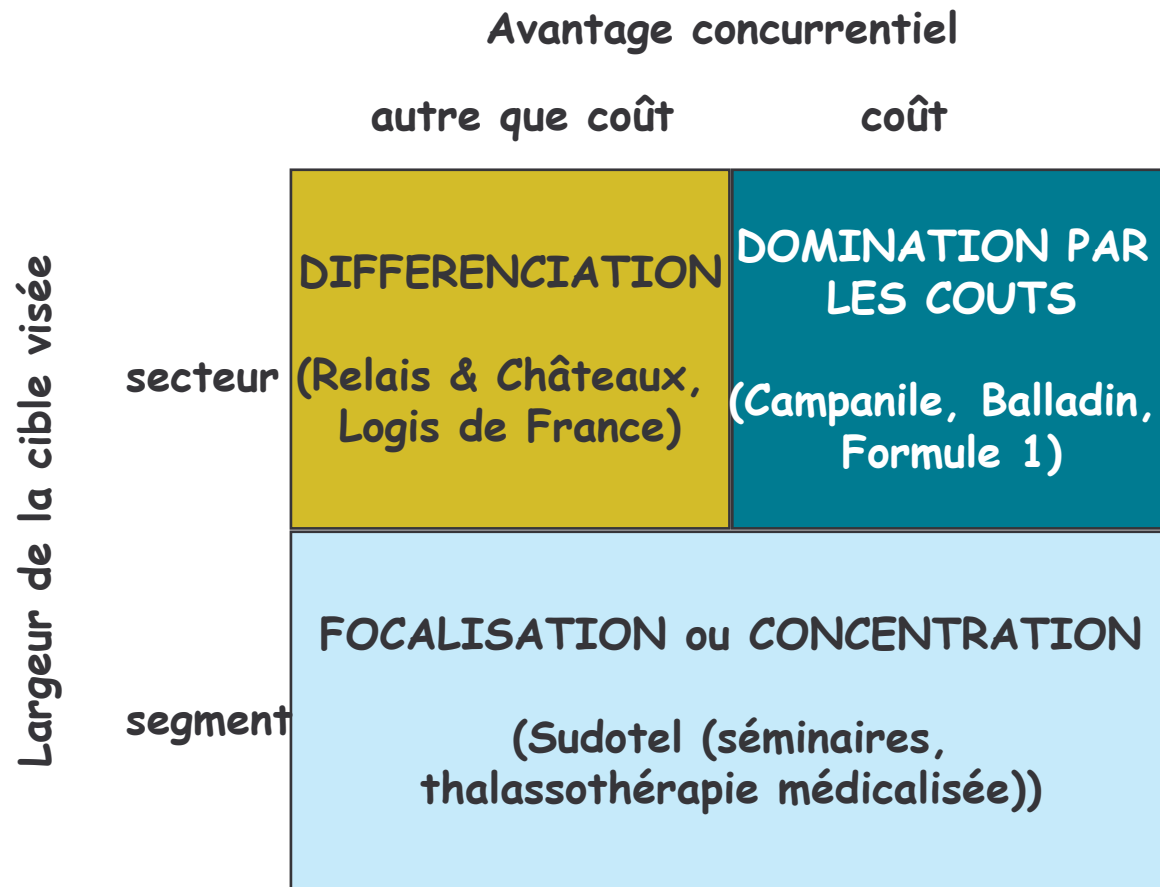 Avantage concurrentiel
autre que coût
coût
Largeur de la cible visée
secteur
DIFFERENCIATION
(Relais & Châteaux,
Logis de France)
DOMINATION PAR
LES COUTS
(Campanile, Balladin,
Formule 1)
segment
FOCALISATION ou CONCENTRATION
(Sudotel (séminaires,
thalassothérapie médicalisée))